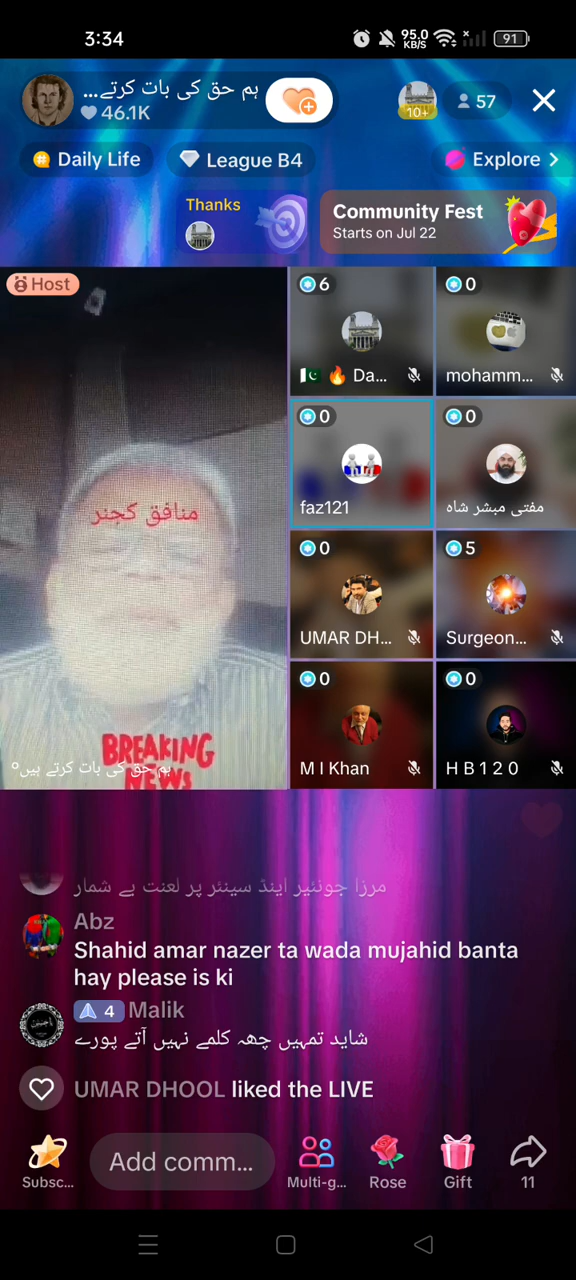 3:34
95.0
KB/S
91
ہم حق کی بات کرتے...
46.1K
10+
57
Daily Life
League B4
Explore
Thanks
Community Fest
Starts on Jul 22
Host
6
Da...
0
mohamm...
منافق کجنر
0
faz121
0
مفتی مبشر شاہ
0
UMAR DH...
5
Surgeon...
BREAKING
NEWS
ہم حق کی بات کرتے ہیں°
0
M I Khan
0
H B 1 2 0
مرزا جونئیر اینڈ سینئر پر لعنت بے شمار
Abz
Shahid amar nazer ta wada mujahid banta
hay please is ki
4 Malik
شاید تمہیں چھہ کلمے نہیں آتے پورے
UMAR DHOOL liked the LIVE
Subsc...
Add comm...
Multi-g...
Rose
Gift
11